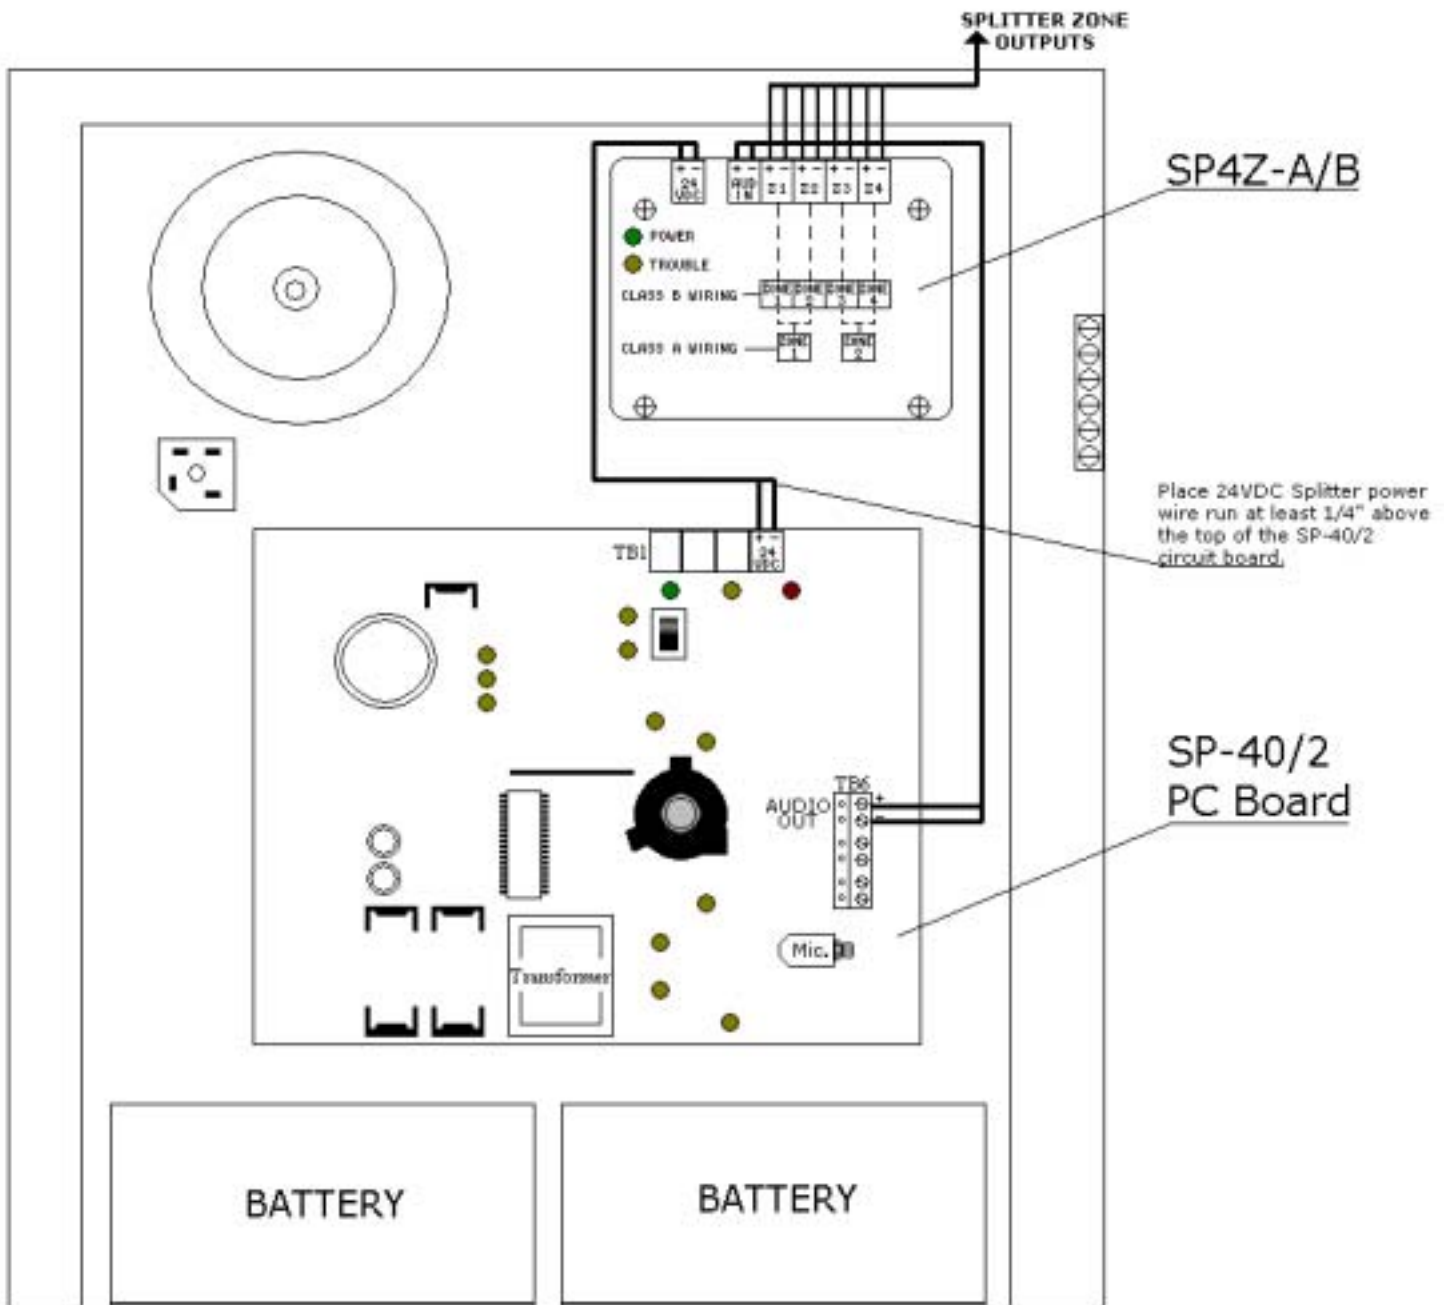 SPLITTER ZONE
OUTPUTS
SP4Z-A/B
+ - + - + - + - + - + -
24
VDC
AUD
IN
Z1 Z2 Z3 Z4
POWER
TROUBLE
CLASS B WIRING
ZONE
1
ZONE
2
ZONE
3
ZONE
4
CLASS A WIRING
ZONE
1
ZONE
2
Place 24VDC Splitter power
wire run at least 1/4" above
the top of the SP-40/2
circuit board.
TB1
+ -
24
VDC
SP-40/2
PC Board
TB6
AUDIO
OUT
+
-
Mic.
Transformer
BATTERY
BATTERY